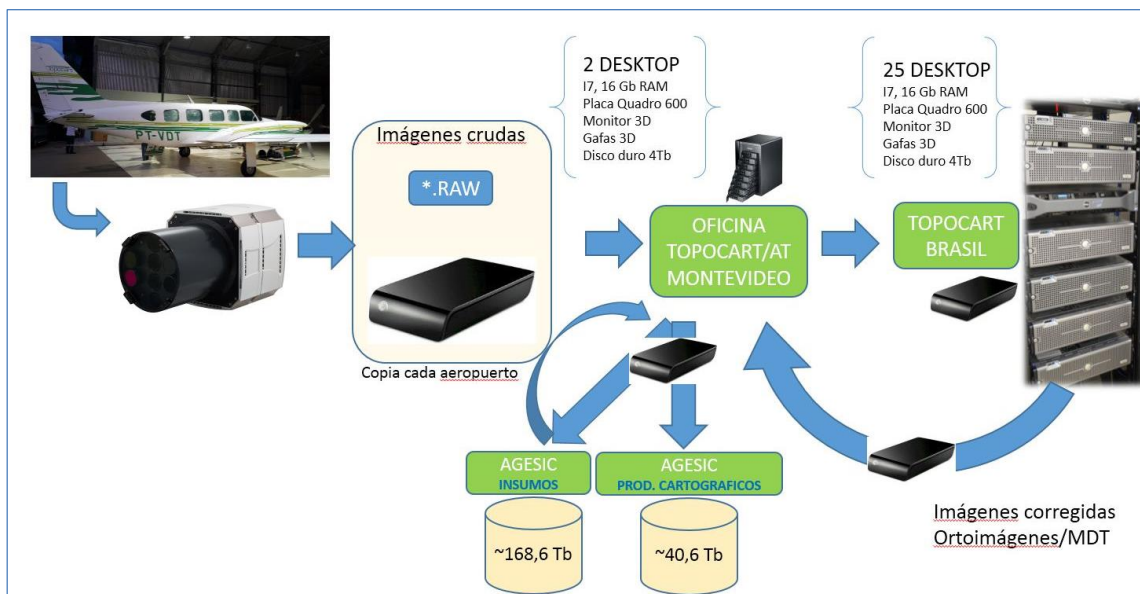 PT-VDT
Imágenes crudas
*.RAW
Copia cada aeropuerto
2 DESKTOP
I7, 16 Gb RAM
Placa Quadro 600
Monitor 3D
Gafas 3D
Disco duro 4Tb
OFICINA
TOPOCART/AT
MONTEVIDEO
25 DESKTOP
I7, 16 Gb RAM
Placa Quadro 600
Monitor 3D
Gafas 3D
Disco duro 4Tb
TOPOCART
BRASIL
AGESIC
INSUMOS
~168,6 Tb
AGESIC
PROD. CARTOGRAFICOS
~40,6 Tb
Imágenes corregidas
Ortoimágenes/MDT